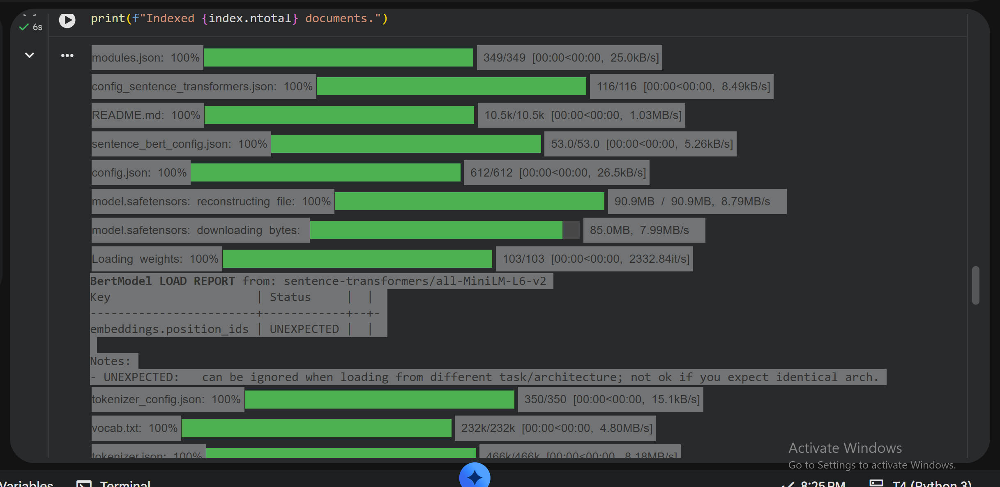 print(f"Indexed {index.ntotal} documents.")
6s
modules.json: 100% 349/349 [00:00<00:00, 25.0kB/s]
config_sentence_transformers.json: 100% 116/116 [00:00<00:00, 8.49kB/s]
README.md: 100% 10.5k/10.5k [00:00<00:00, 1.03MB/s]
sentence_bert_config.json: 100% 53.0/53.0 [00:00<00:00, 5.26kB/s]
config.json: 100% 612/612 [00:00<00:00, 26.5kB/s]
model.safetensors: reconstructing file: 100% 90.9MB / 90.9MB, 8.79MB/s
model.safetensors: downloading bytes: 85.0MB, 7.99MB/s
Loading weights: 100% 103/103 [00:00<00:00, 2332.84it/s]
BertModel LOAD REPORT from: sentence-transformers/all-MiniLM-L6-v2
Key                     | Status     |  |
------------------------+------------+--+-
embeddings.position_ids | UNEXPECTED |  |
Notes:
- UNEXPECTED:   can be ignored when loading from different task/architecture; not ok if you expect identical arch.
tokenizer_config.json: 100% 350/350 [00:00<00:00, 15.1kB/s]
vocab.txt: 100% 232k/232k [00:00<00:00, 4.80MB/s]
tokenizer.json: 100% 466k/466k [00:00<00:00, 8.18MB/s]
Activate Windows
Go to Settings to activate Windows.
Variables Terminal 8:25 PM T4 (Python 3)